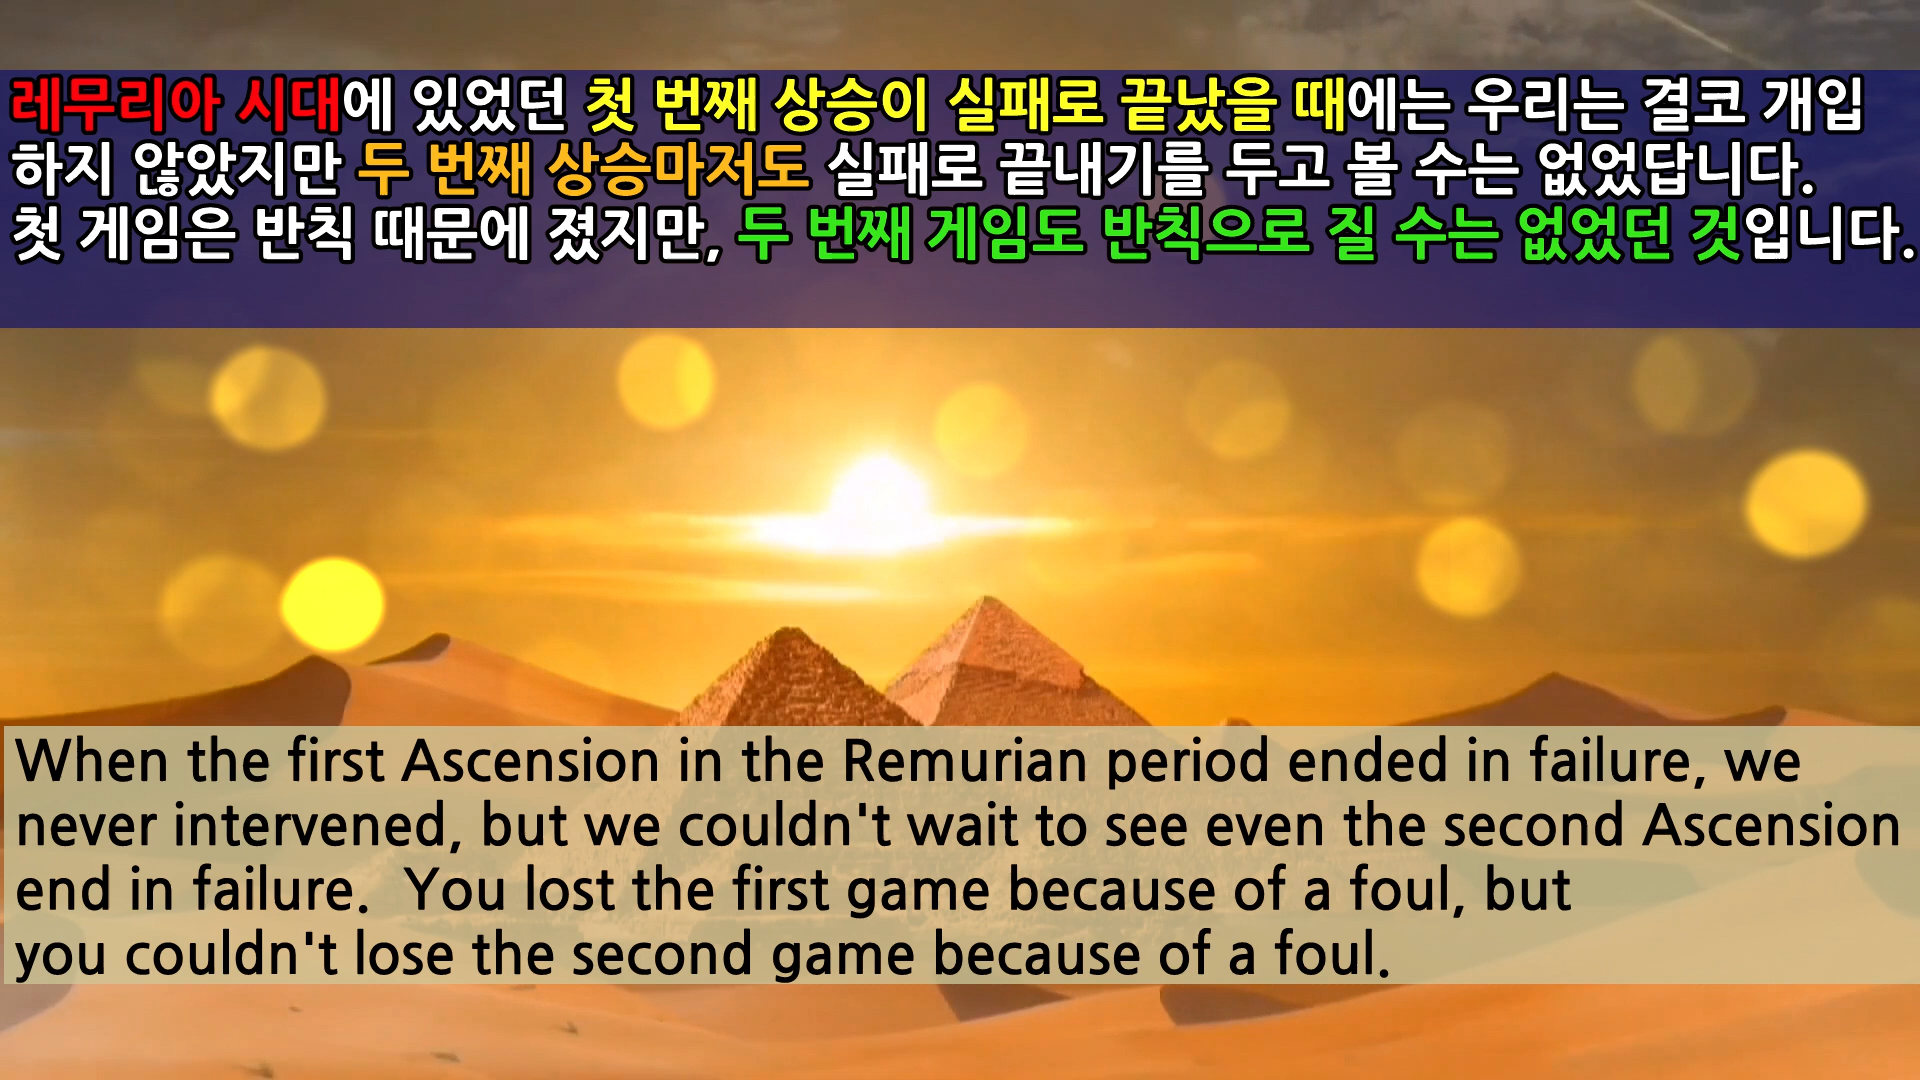 레무리아 시대에 있었던 첫 번째 상승이 실패로 끝났을 때에는 우리는 결코 개입
하지 않았지만 두 번째 상승마저도 실패로 끝내기를 두고 볼 수는 없었답니다.
첫 게임은 반칙 때문에 졌지만, 두 번째 게임도 반칙으로 질 수는 없었던 것입니다.
When the first Ascension in the Remurian period ended in failure, we
never intervened, but we couldn't wait to see even the second Ascension
end in failure.  You lost the first game because of a foul, but
you couldn't lose the second game because of a foul.